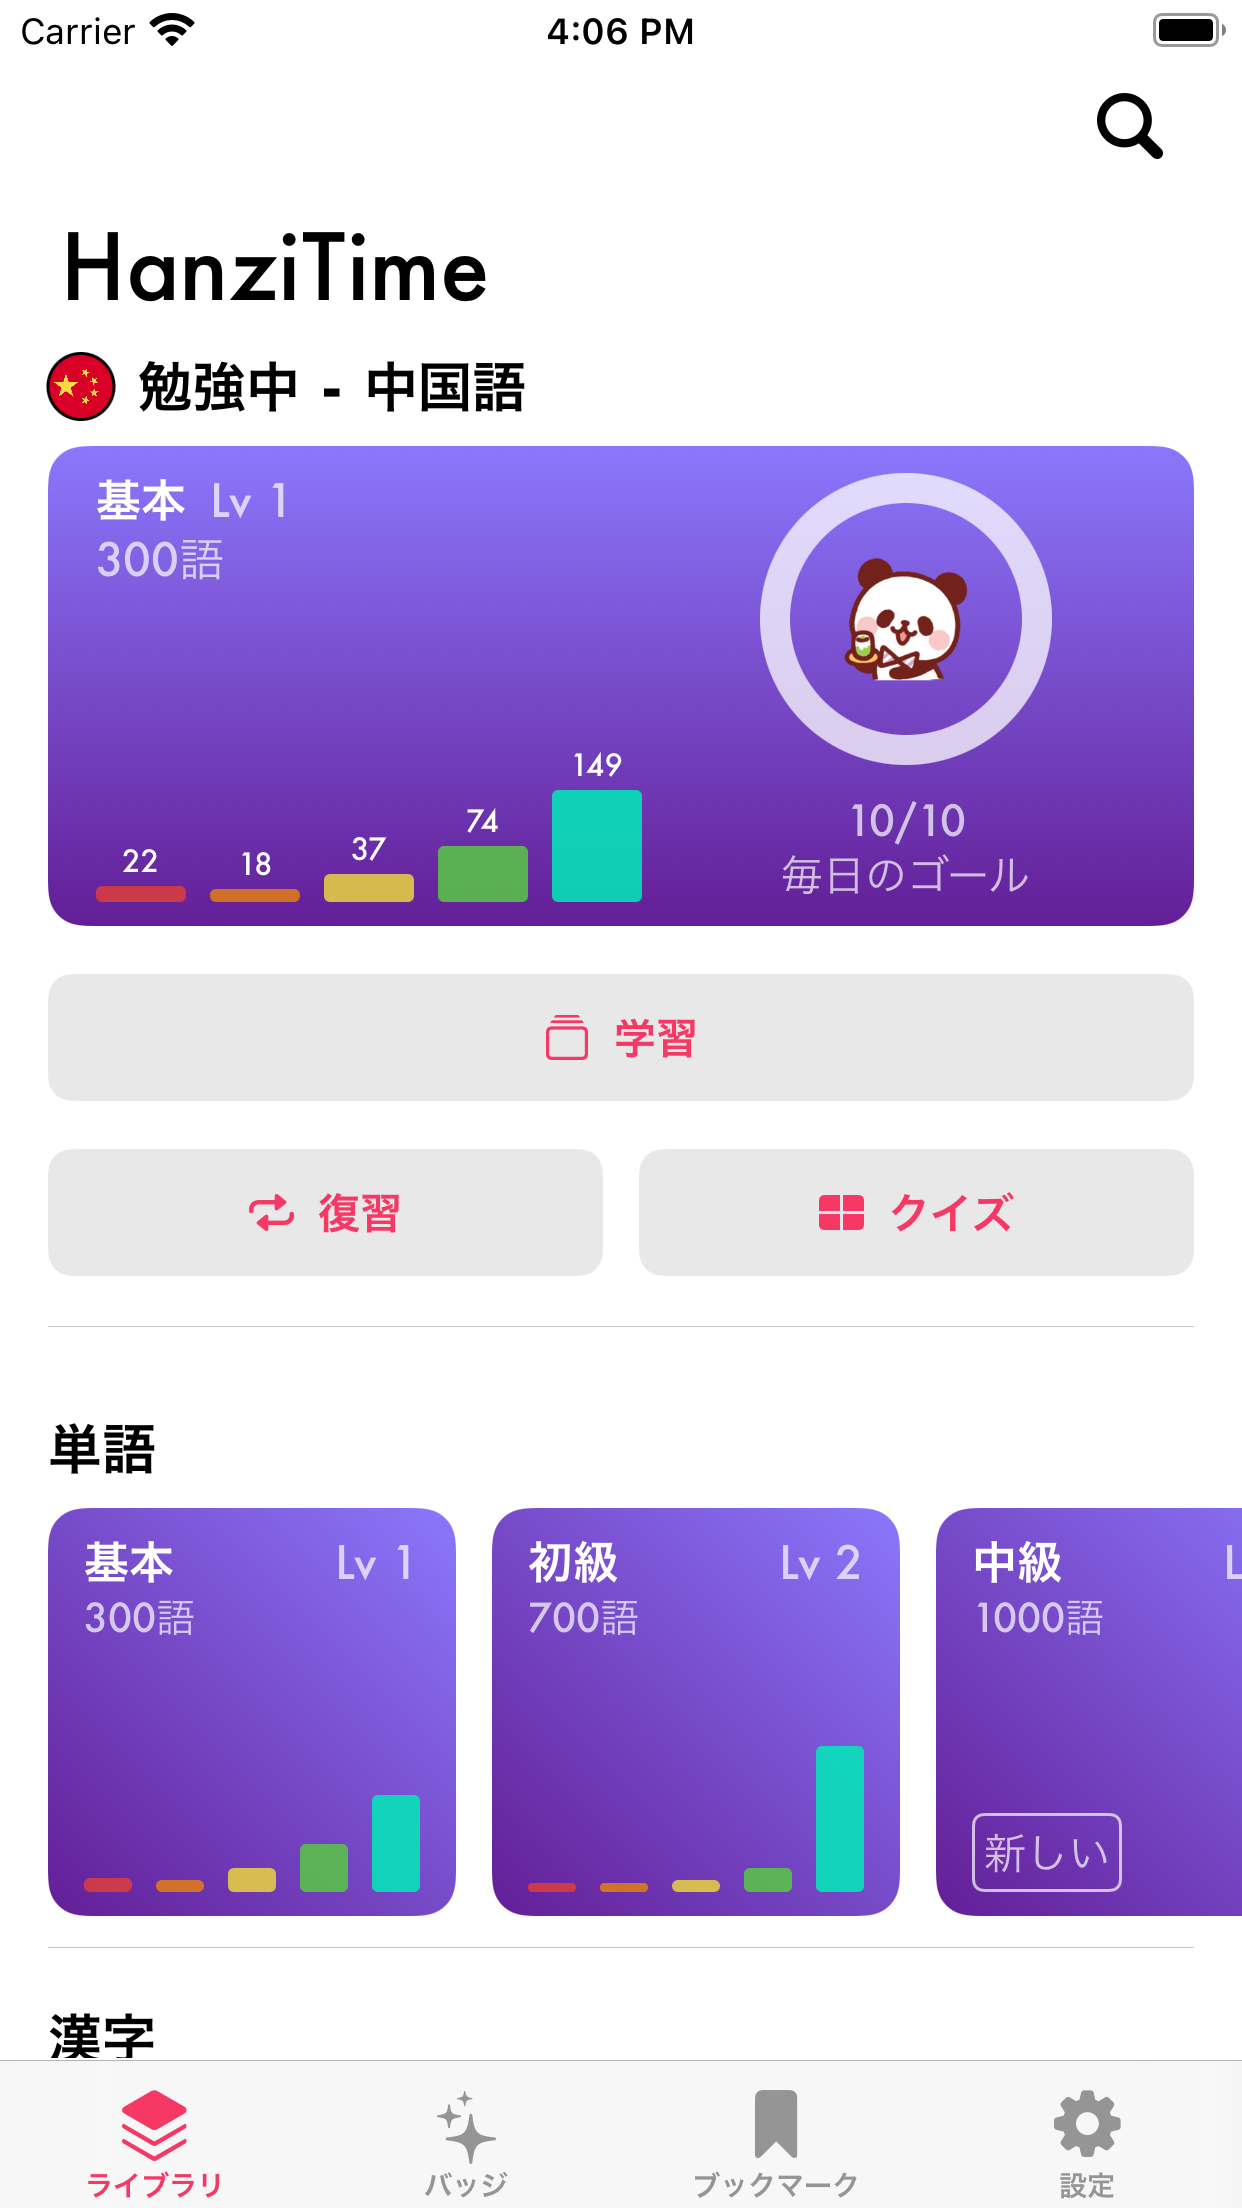 Carrier 4:06 PM
HanziTime
勉強中 - 中国語
基本 Lv 1
300語
22 18 37 74 149
10/10
毎日のゴール
学習
復習 クイズ
単語
基本 Lv 1 初級 Lv 2 中級 L
300語 700語 1000語
新しい
漢字
ライブラリ バッジ ブックマーク 設定